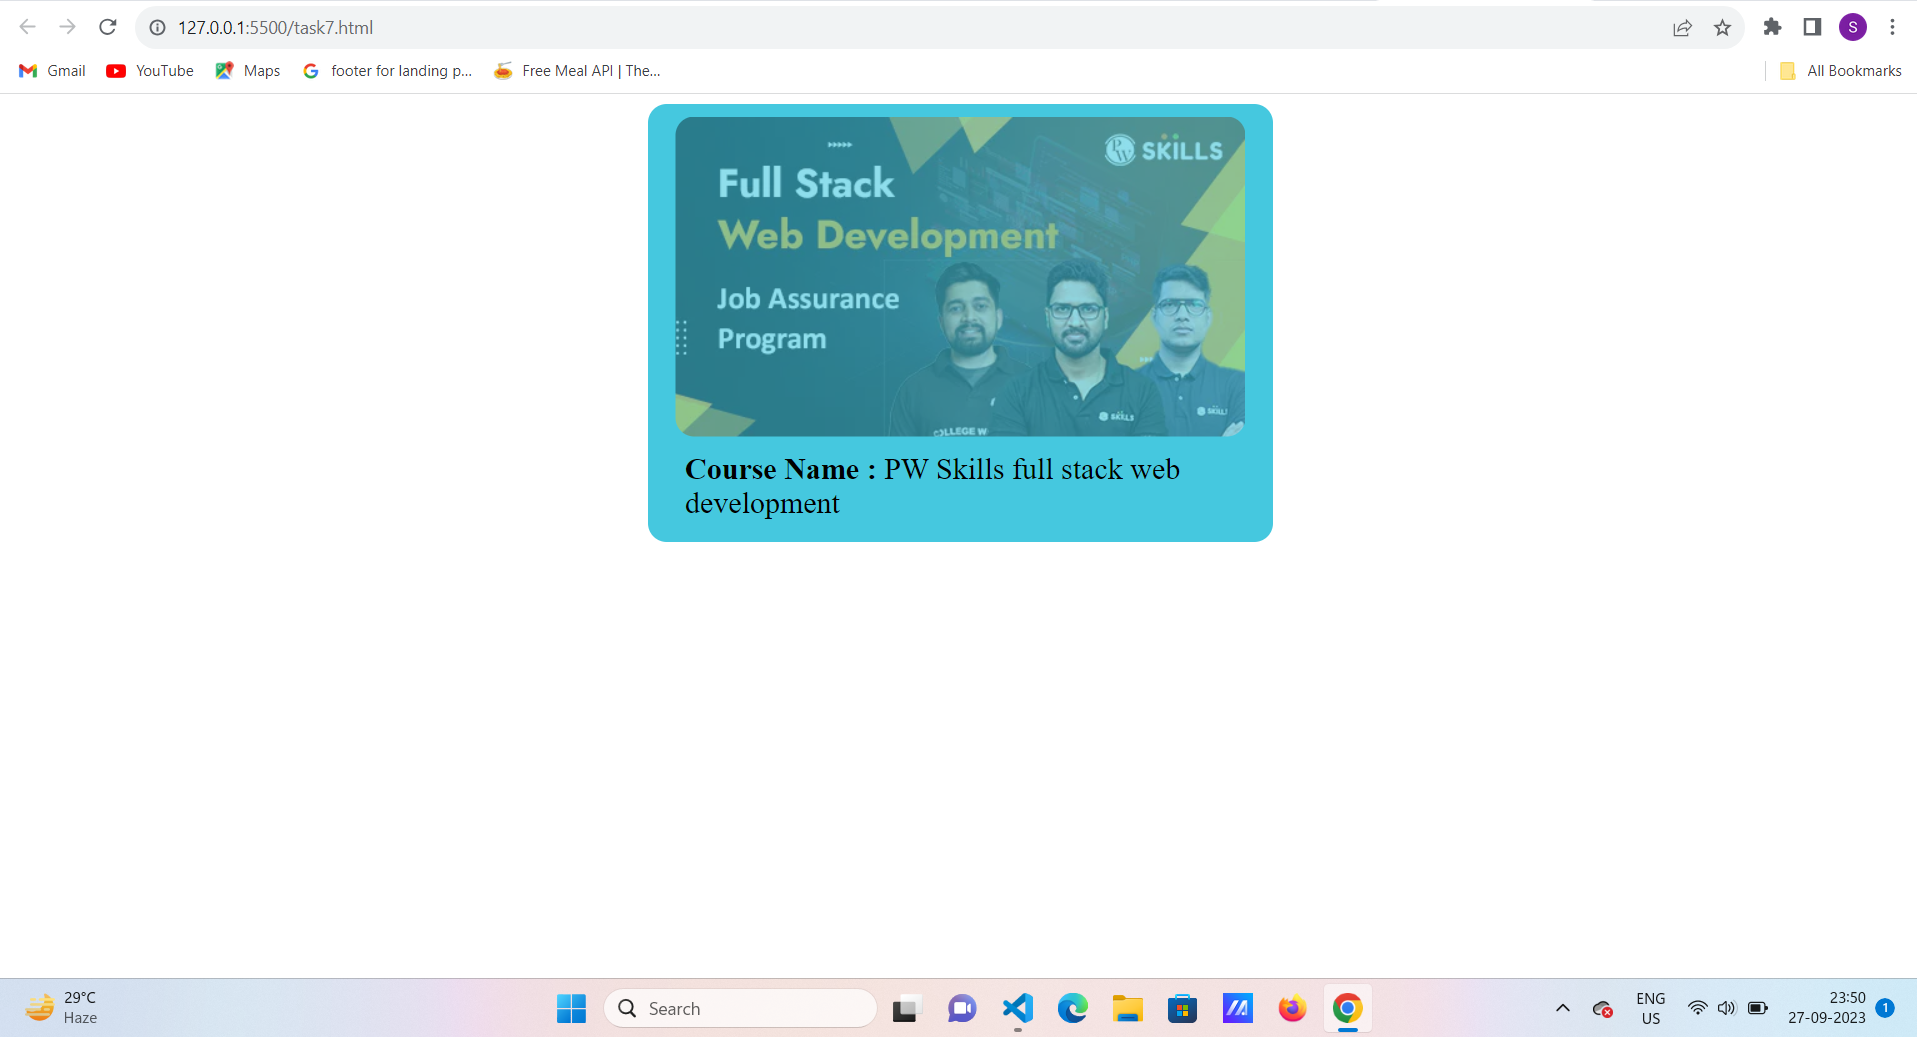 127.0.0.1:5500/task7.html
S
Gmail
YouTube
Maps
footer for landing p...
Free Meal API | The...
All Bookmarks
PW SKILLS
Full Stack
Web Development
Job Assurance
Program
SKILLS
SKILL
COLLEGE W
Course Name : PW Skills full stack web
development
29°C
Haze
Search
ENG
US
23:50
27-09-2023
1